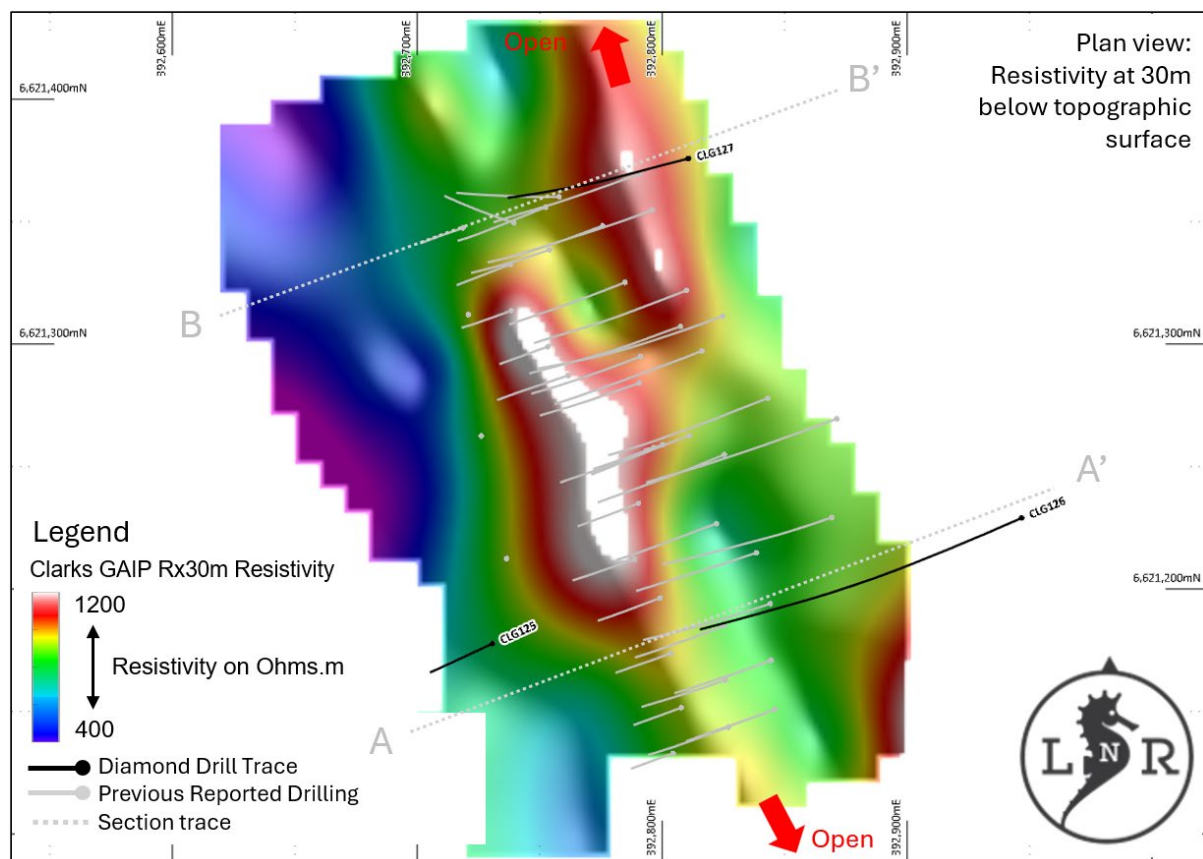 392,600mE
392,700mE
392,800mE
392,900mE
Open
Plan view:
Resistivity at 30m
below topographic
surface
6,621,400mN
B’
CLG127
B
6,621,300mN
6,621,300mN
A’
CLG126
6,621,200mN
CLG125
A
Legend
Clarks GAIP Rx30m Resistivity
1200
Resistivity on Ohms.m
400
Diamond Drill Trace
Previous Reported Drilling
Section trace
392,800mE
392,900mE
Open
L N R